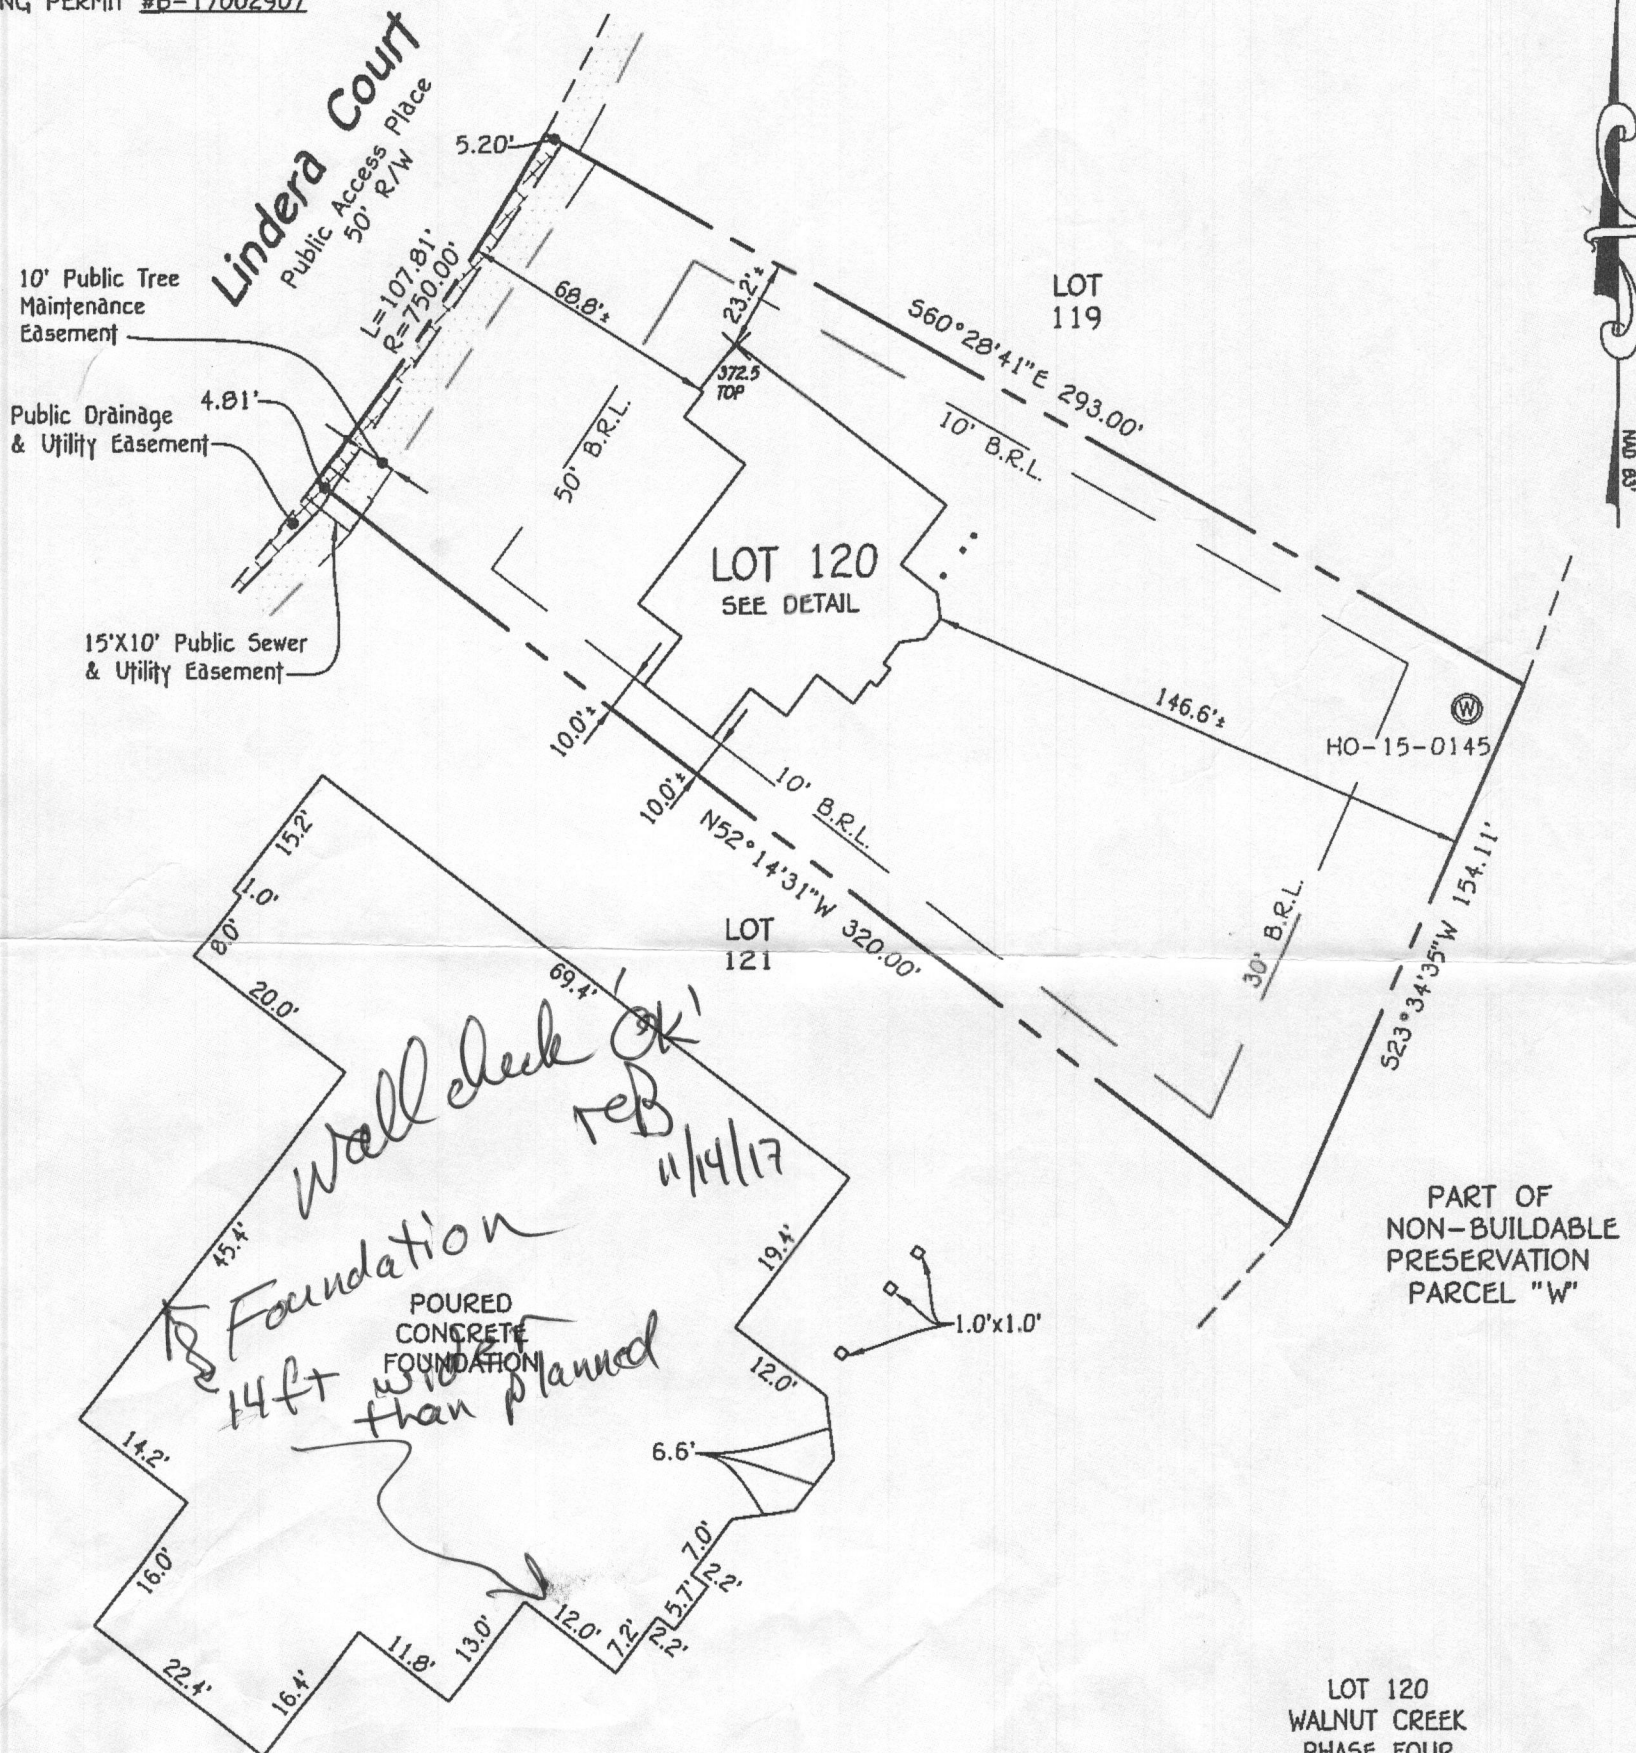 NG PERMIT #B-17002907
Lindera Court
Public Access Place
50' R/W
5.20'
L=107.81'
R=750.00'
10' Public Tree
Maintenance
Easement
4.81'
Public Drainage
& Utility Easement
15'X10' Public Sewer
& Utility Easement
68.8'±
23.2'±
372.5
TOP
LOT
119
S60°28'41"E 293.00'
10' B.R.L.
50' B.R.L.
NAD 83'
LOT 120
SEE DETAIL
146.6'±
W
HO-15-0145
10.0'±
10.0'±
10' B.R.L.
N52°14'31"W 320.00'
LOT
121
30' B.R.L.
S23°34'35"W 154.11'
PART OF
NON-BUILDABLE
PRESERVATION
PARCEL "W"
15.2'
1.0'
8.0'
20.0'
69.4'
Wall check 'OK'
11/14/17
45.4'
19.4'
Foundation
POURED
CONCRETE
FOUNDATION
14ft wider
than planned
1.0'x1.0'
12.0'
6.6'
14.2'
16.0'
22.4'
16.4'
11.8'
13.0'
12.0'
7.2'
2.2'
5.7'
2.2'
7.0'
LOT 120
WALNUT CREEK
PHASE FOUR